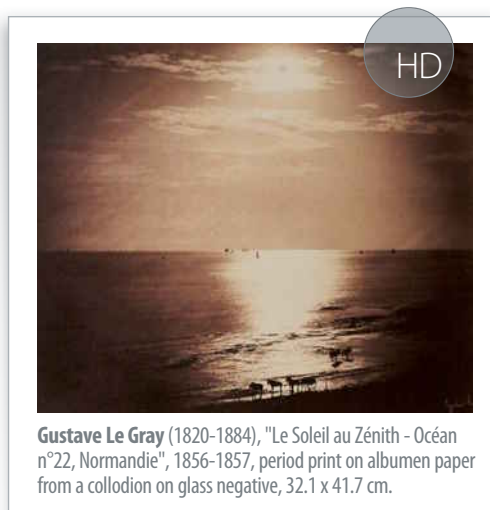 HD
Gustave Le Gray (1820-1884), "Le Soleil au Zénith - Océan
n°22, Normandie", 1856-1857, period print on albumen paper
from a collodion on glass negative, 32.1 x 41.7 cm.